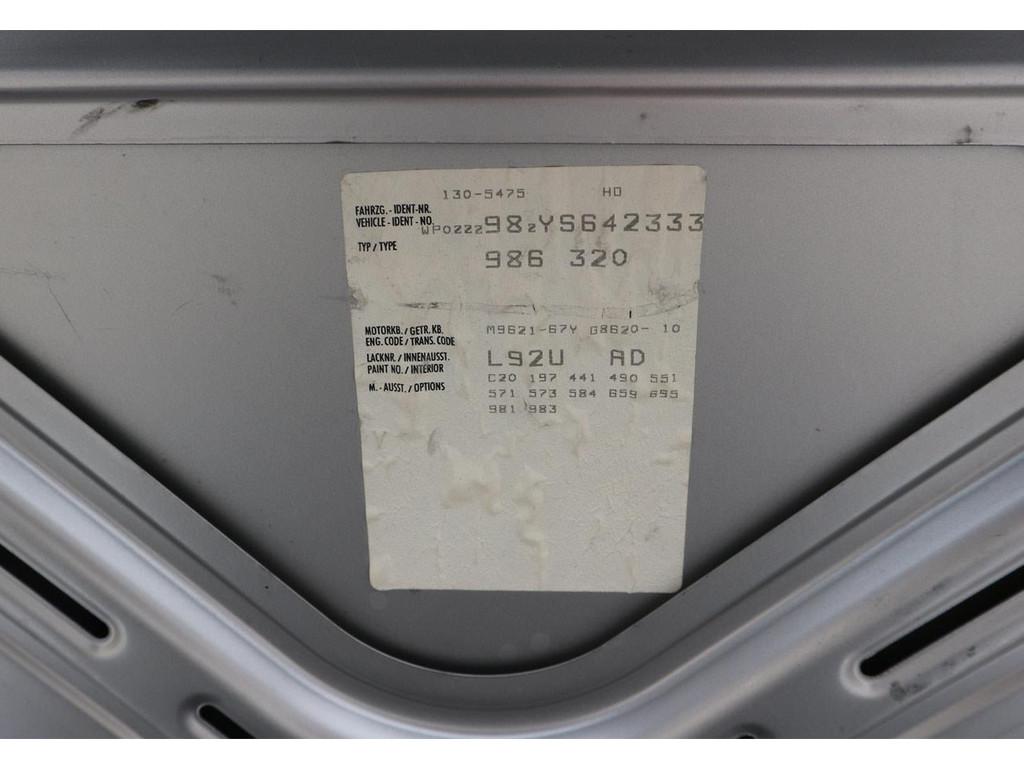 130-5475 HO
FAHRZG. - IDENT-NR.
VEHICLE - IDENT - NO. WPOZZZ98ZYS642333
TYP / TYPE 986 320
MOTORKB. / GETR. KB. M9621-67Y G8620- 10
ENG. CODE / TRANS. CODE
LACKNR. / INNENAUSST. L92U AD
PAINT NO. / INTERIOR
C20 197 441 490 551
M. - AUSST. / OPTIONS 571 573 584 659 695
981 983